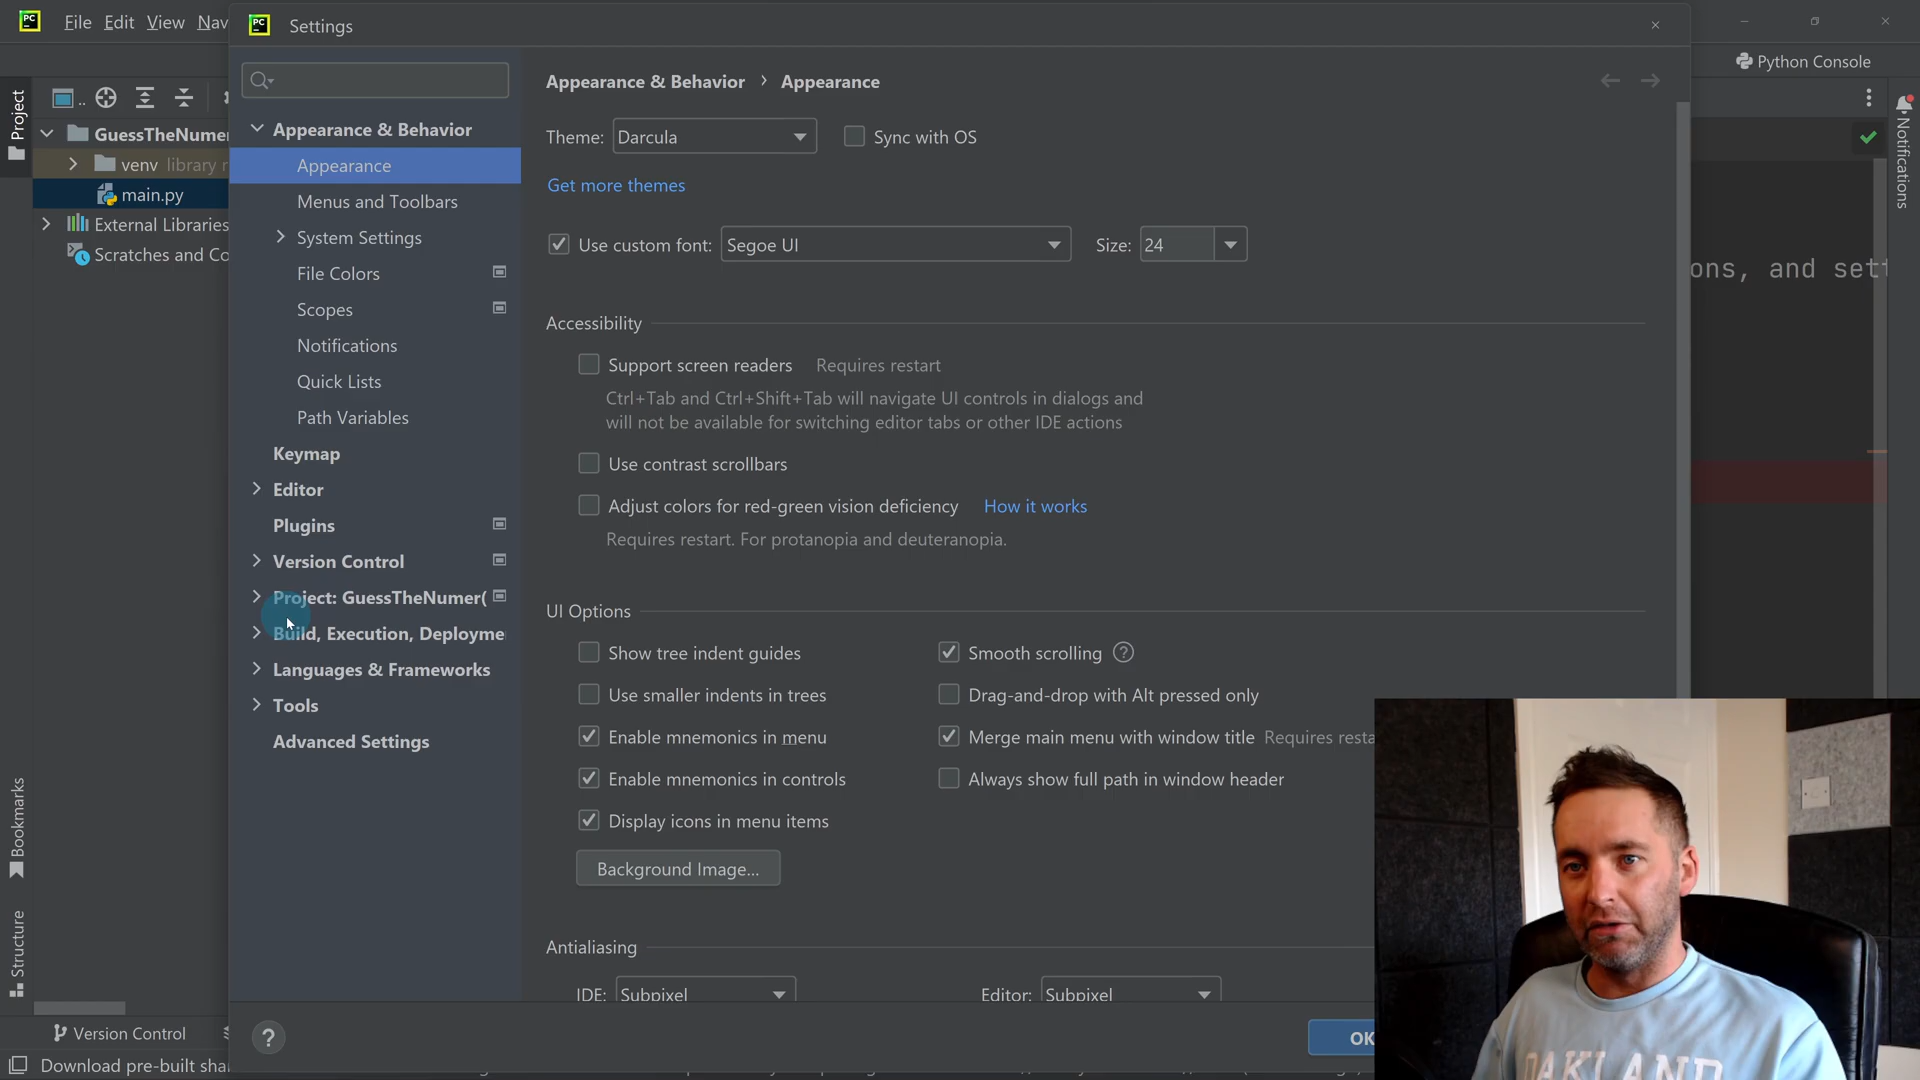 PC File Edit View Nav
PC Settings
Python Console
Project
..
Notifications
GuessTheNumer
venv library r
main.py
External Libraries
Scratches and Co
Appearance & Behavior
Appearance
Menus and Toolbars
System Settings
File Colors
Scopes
Notifications
Quick Lists
Path Variables
Keymap
Editor
Plugins
Version Control
Project: GuessTheNumer(
Build, Execution, Deployme
Languages & Frameworks
Tools
Advanced Settings
Appearance & Behavior › Appearance
Theme: Darcula Sync with OS
Get more themes
Use custom font: Segoe UI Size: 24
Accessibility
Support screen readers Requires restart
Ctrl+Tab and Ctrl+Shift+Tab will navigate UI controls in dialogs and
will not be available for switching editor tabs or other IDE actions
Use contrast scrollbars
Adjust colors for red-green vision deficiency How it works
Requires restart. For protanopia and deuteranopia.
UI Options
Show tree indent guides Smooth scrolling ?
Use smaller indents in trees Drag-and-drop with Alt pressed only
Enable mnemonics in menu Merge main menu with window title Requires resta
Enable mnemonics in controls Always show full path in window header
Display icons in menu items
Background Image...
Antialiasing
IDE: Subpixel Editor: Subpixel
? OK
ons, and sett
Bookmarks
Structure
Version Control
Download pre-built sha
OAKLAND